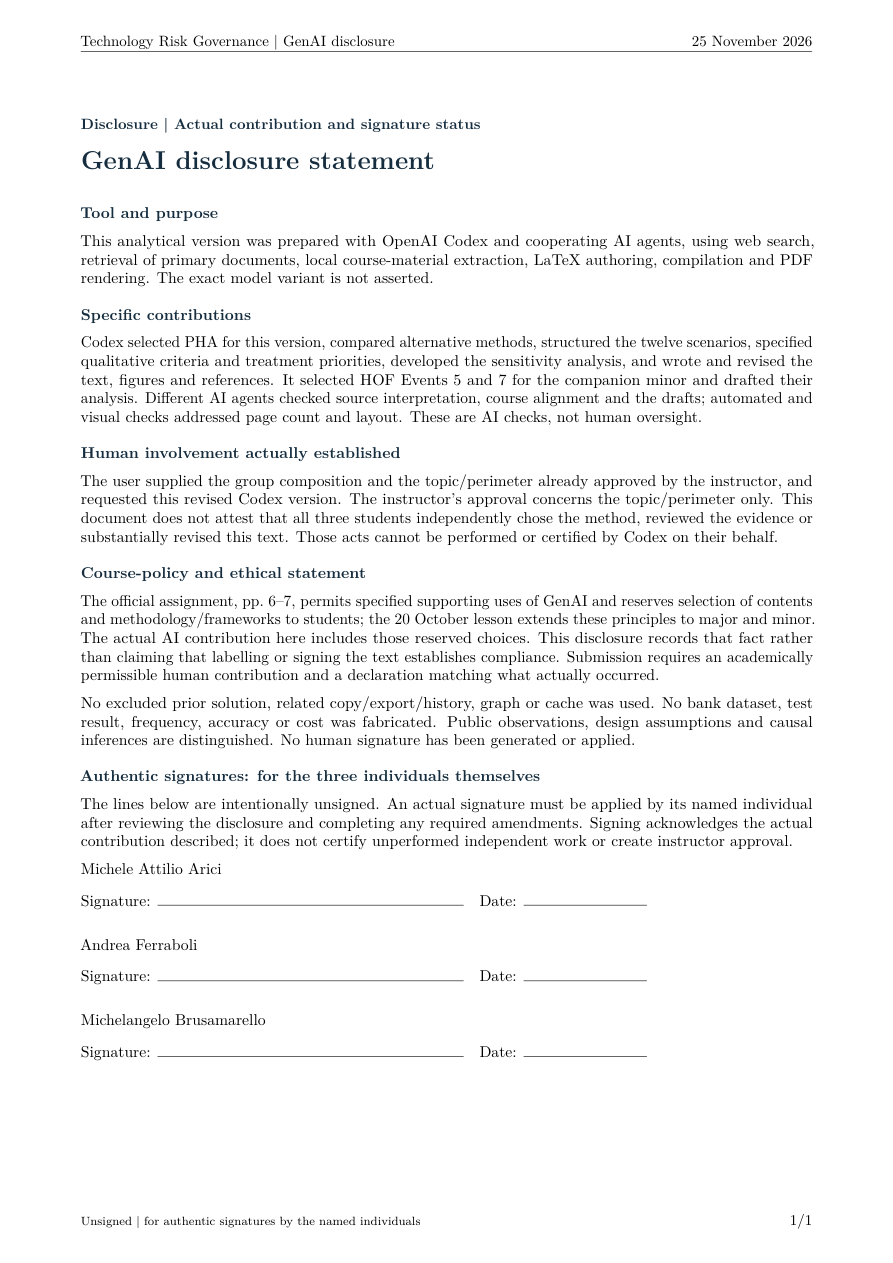 Technology Risk Governance | GenAI disclosure 25 November 2026
Disclosure | Actual contribution and signature status
GenAI disclosure statement
Tool and purpose
This analytical version was prepared with OpenAI Codex and cooperating AI agents, using web search,
retrieval of primary documents, local course-material extraction, LaTeX authoring, compilation and PDF
rendering. The exact model variant is not asserted.
Specific contributions
Codex selected PHA for this version, compared alternative methods, structured the twelve scenarios, specified
qualitative criteria and treatment priorities, developed the sensitivity analysis, and wrote and revised the
text, figures and references. It selected HOF Events 5 and 7 for the companion minor and drafted their
analysis. Different AI agents checked source interpretation, course alignment and the drafts; automated and
visual checks addressed page count and layout. These are AI checks, not human oversight.
Human involvement actually established
The user supplied the group composition and the topic/perimeter already approved by the instructor, and
requested this revised Codex version. The instructor's approval concerns the topic/perimeter only. This
document does not attest that all three students independently chose the method, reviewed the evidence or
substantially revised this text. Those acts cannot be performed or certified by Codex on their behalf.
Course-policy and ethical statement
The official assignment, pp. 6–7, permits specified supporting uses of GenAI and reserves selection of contents
and methodology/frameworks to students; the 20 October lesson extends these principles to major and minor.
The actual AI contribution here includes those reserved choices. This disclosure records that fact rather
than claiming that labelling or signing the text establishes compliance. Submission requires an academically
permissible human contribution and a declaration matching what actually occurred.
No excluded prior solution, related copy/export/history, graph or cache was used. No bank dataset, test
result, frequency, accuracy or cost was fabricated. Public observations, design assumptions and causal
inferences are distinguished. No human signature has been generated or applied.
Authentic signatures: for the three individuals themselves
The lines below are intentionally unsigned. An actual signature must be applied by its named individual
after reviewing the disclosure and completing any required amendments. Signing acknowledges the actual
contribution described; it does not certify unperformed independent work or create instructor approval.
Michele Attilio Arici
Signature: Date:
Andrea Ferraboli
Signature: Date:
Michelangelo Brusamarello
Signature: Date:
Unsigned | for authentic signatures by the named individuals 1/1